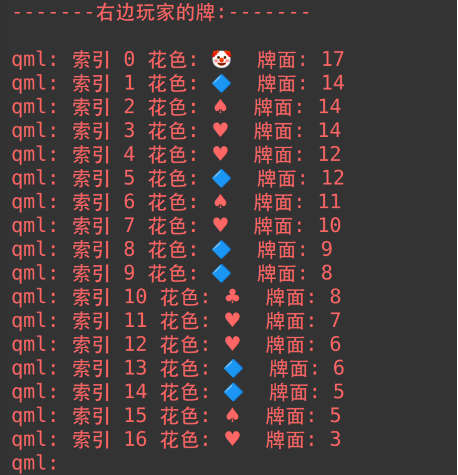 -------右边玩家的牌:-------
qml: 索引 0 花色: 🤡 牌面: 17
qml: 索引 1 花色: 🔷 牌面: 14
qml: 索引 2 花色: ♠ 牌面: 14
qml: 索引 3 花色: ♥ 牌面: 14
qml: 索引 4 花色: ♥ 牌面: 12
qml: 索引 5 花色: 🔷 牌面: 12
qml: 索引 6 花色: ♠ 牌面: 11
qml: 索引 7 花色: ♥ 牌面: 10
qml: 索引 8 花色: 🔷 牌面: 9
qml: 索引 9 花色: 🔷 牌面: 8
qml: 索引 10 花色: ♣ 牌面: 8
qml: 索引 11 花色: ♥ 牌面: 7
qml: 索引 12 花色: ♥ 牌面: 6
qml: 索引 13 花色: 🔷 牌面: 6
qml: 索引 14 花色: 🔷 牌面: 5
qml: 索引 15 花色: ♠ 牌面: 5
qml: 索引 16 花色: ♥ 牌面: 3
qml: